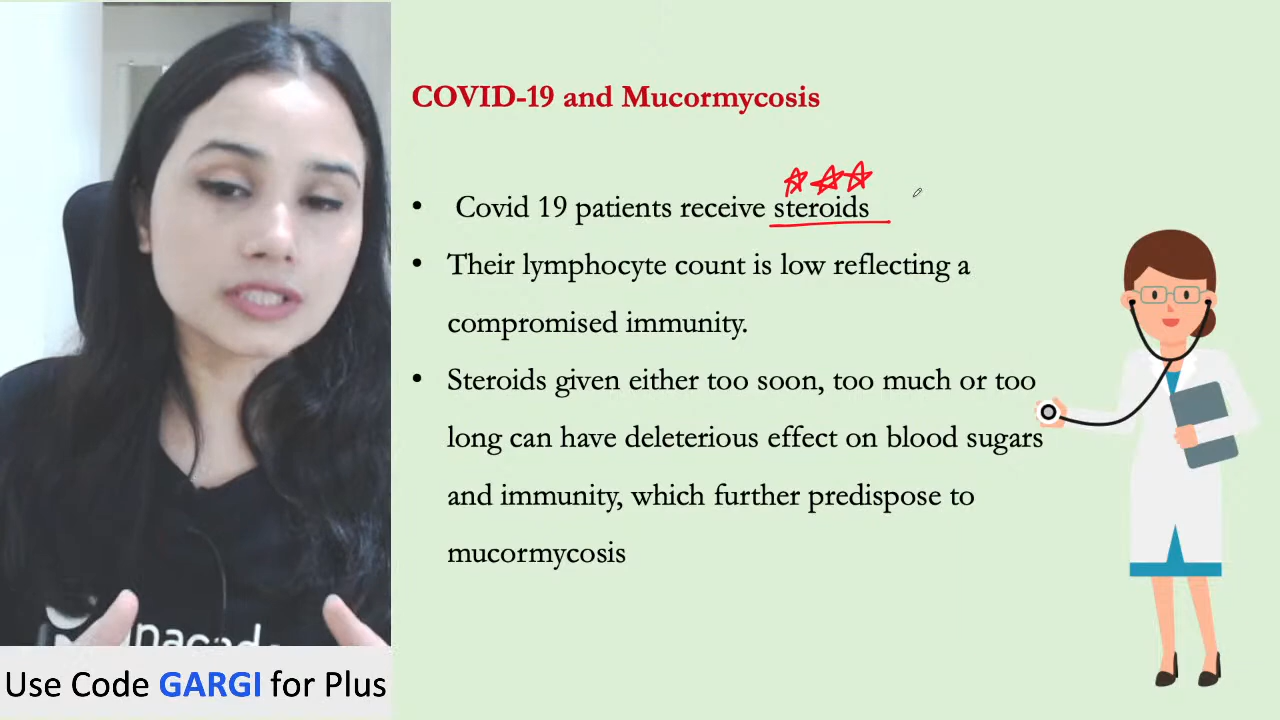 COVID-19 and Mucormycosis
• Covid 19 patients receive steroids
• Their lymphocyte count is low reflecting a
compromised immunity.
• Steroids given either too soon, too much or too
long can have deleterious effect on blood sugars
and immunity, which further predispose to
mucormycosis
Use Code GARGI for Plus